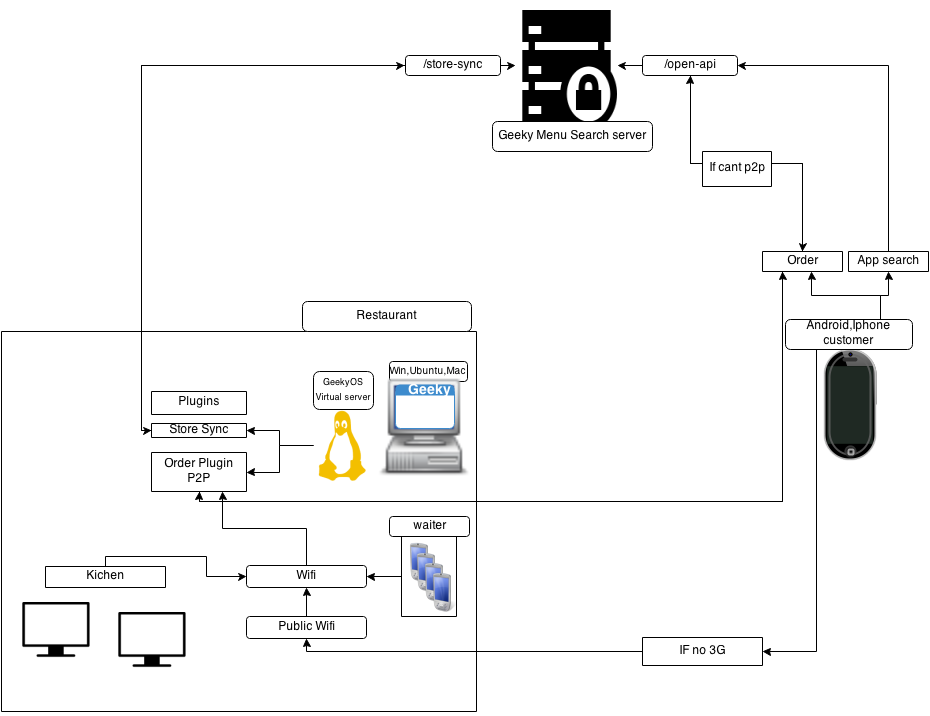 /store-sync
/open-api
Geeky Menu Search server
If cant p2p
Order
App search
Restaurant
Android,Iphone
customer
Win,Ubuntu,Mac
GeekyOS
Virtual server
Geeky
Plugins
Store Sync
Order Plugin
P2P
waiter
Kichen
Wifi
Public Wifi
IF no 3G